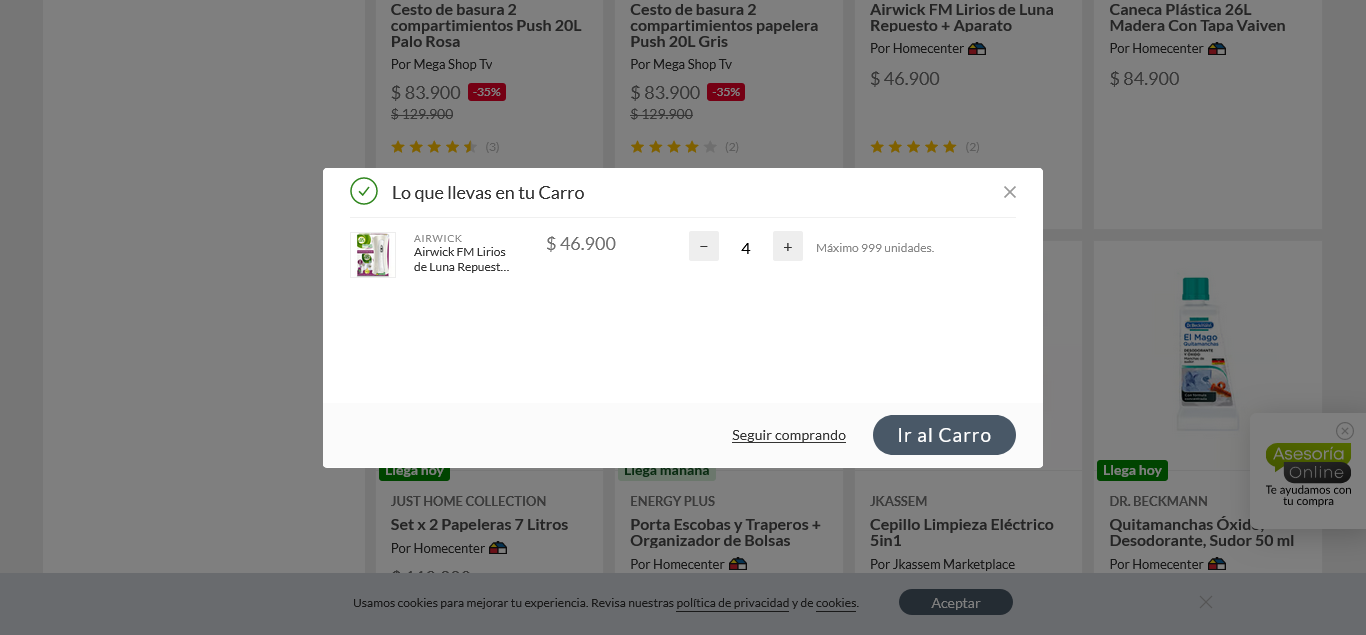 Cesto de basura 2
compartimientos Push 20L
Palo Rosa
Por Mega Shop Tv
$ 83.900 -35%
$ 129.900
(3)
Cesto de basura 2
compartimientos papelera
Push 20L Gris
Por Mega Shop Tv
$ 83.900 -35%
$ 129.900
(2)
Airwick FM Lirios de Luna
Repuesto + Aparato
Por Homecenter
$ 46.900
(2)
Caneca Plástica 26L
Madera Con Tapa Vaiven
Por Homecenter
$ 84.900
Lo que llevas en tu Carro
AIRWICK
Airwick FM Lirios
de Luna Repuest...
$ 46.900
− 4 +
Máximo 999 unidades.
Seguir comprando
Ir al Carro
Dr. Beckmann
El Mago
Quitamanchas
Llega hoy
JUST HOME COLLECTION
Set x 2 Papeleras 7 Litros
Por Homecenter
Llega mañana
ENERGY PLUS
Porta Escobas y Traperos +
Organizador de Bolsas
Por Homecenter
JKASSEM
Cepillo Limpieza Eléctrico
5in1
Por Jkassem Marketplace
Llega hoy
DR. BECKMANN
Quitamanchas Óxido,
Desodorante, Sudor 50 ml
Por Homecenter
Asesoría
Online
Te ayudamos con
tu compra
Usamos cookies para mejorar tu experiencia. Revisa nuestras política de privacidad y de cookies.
Aceptar